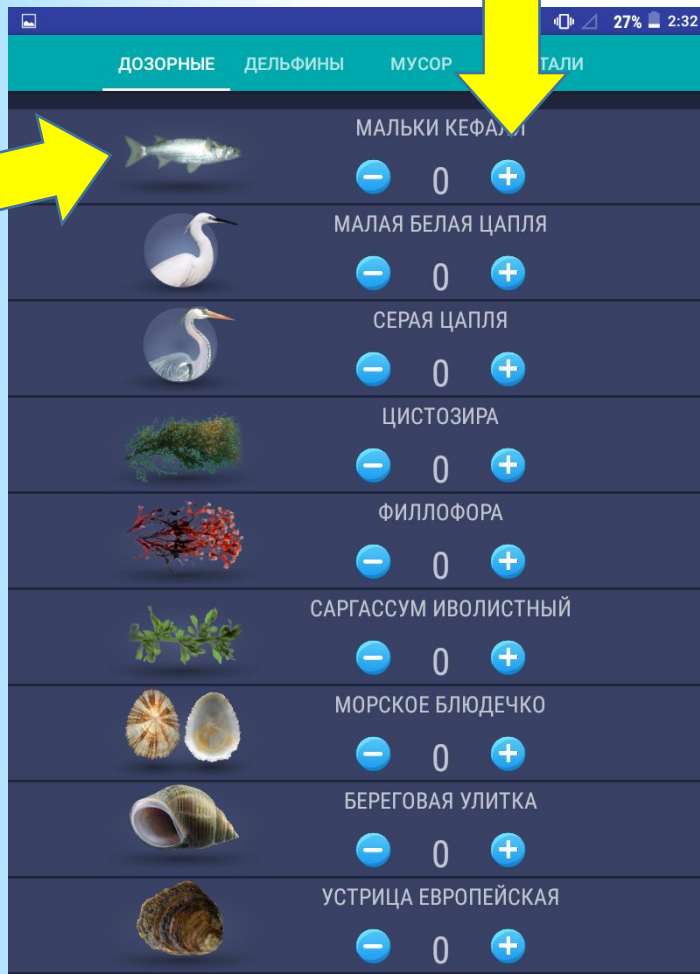 27% 2:32
ДОЗОРНЫЕ ДЕЛЬФИНЫ МУСОР
МАЛЬКИ
0
МАЛАЯ БЕЛАЯ ЦАПЛЯ
0
СЕРАЯ ЦАПЛЯ
0
ЦИСТОЗИРА
0
ФИЛЛОФОРА
0
САРГАССУМ ИВОЛИСТНЫЙ
0
МОРСКОЕ БЛЮДЕЧКО
0
БЕРЕГОВАЯ УЛИТКА
0
УСТРИЦА ЕВРОПЕЙСКАЯ
0